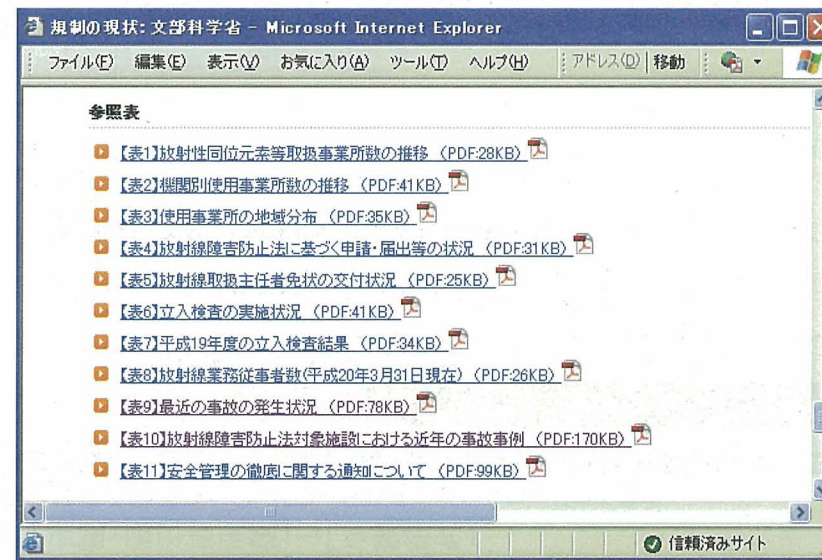 規制の現状:文部科学省 - Microsoft Internet Explorer
ファイル(F) 編集(E) 表示(V) お気に入り(A) ツール(T) ヘルプ(H) アドレス(D) 移動
参照表
【表1】放射性同位元素等取扱事業所数の推移 (PDF:28KB)
【表2】機関別使用事業所数の推移 (PDF:41KB)
【表3】使用事業所の地域分布 (PDF:35KB)
【表4】放射線障害防止法に基づく申請・届出等の状況 (PDF:31KB)
【表5】放射線取扱主任者免状の交付状況 (PDF:25KB)
【表6】立入検査の実施状況 (PDF:41KB)
【表7】平成19年度の立入検査結果 (PDF:34KB)
【表8】放射線業務従事者数(平成20年3月31日現在) (PDF:26KB)
【表9】最近の事故の発生状況 (PDF:78KB)
【表10】放射線障害防止法対象施設における近年の事故事例 (PDF:170KB)
【表11】安全管理の徹底に関する通知について (PDF:99KB)
信頼済みサイト